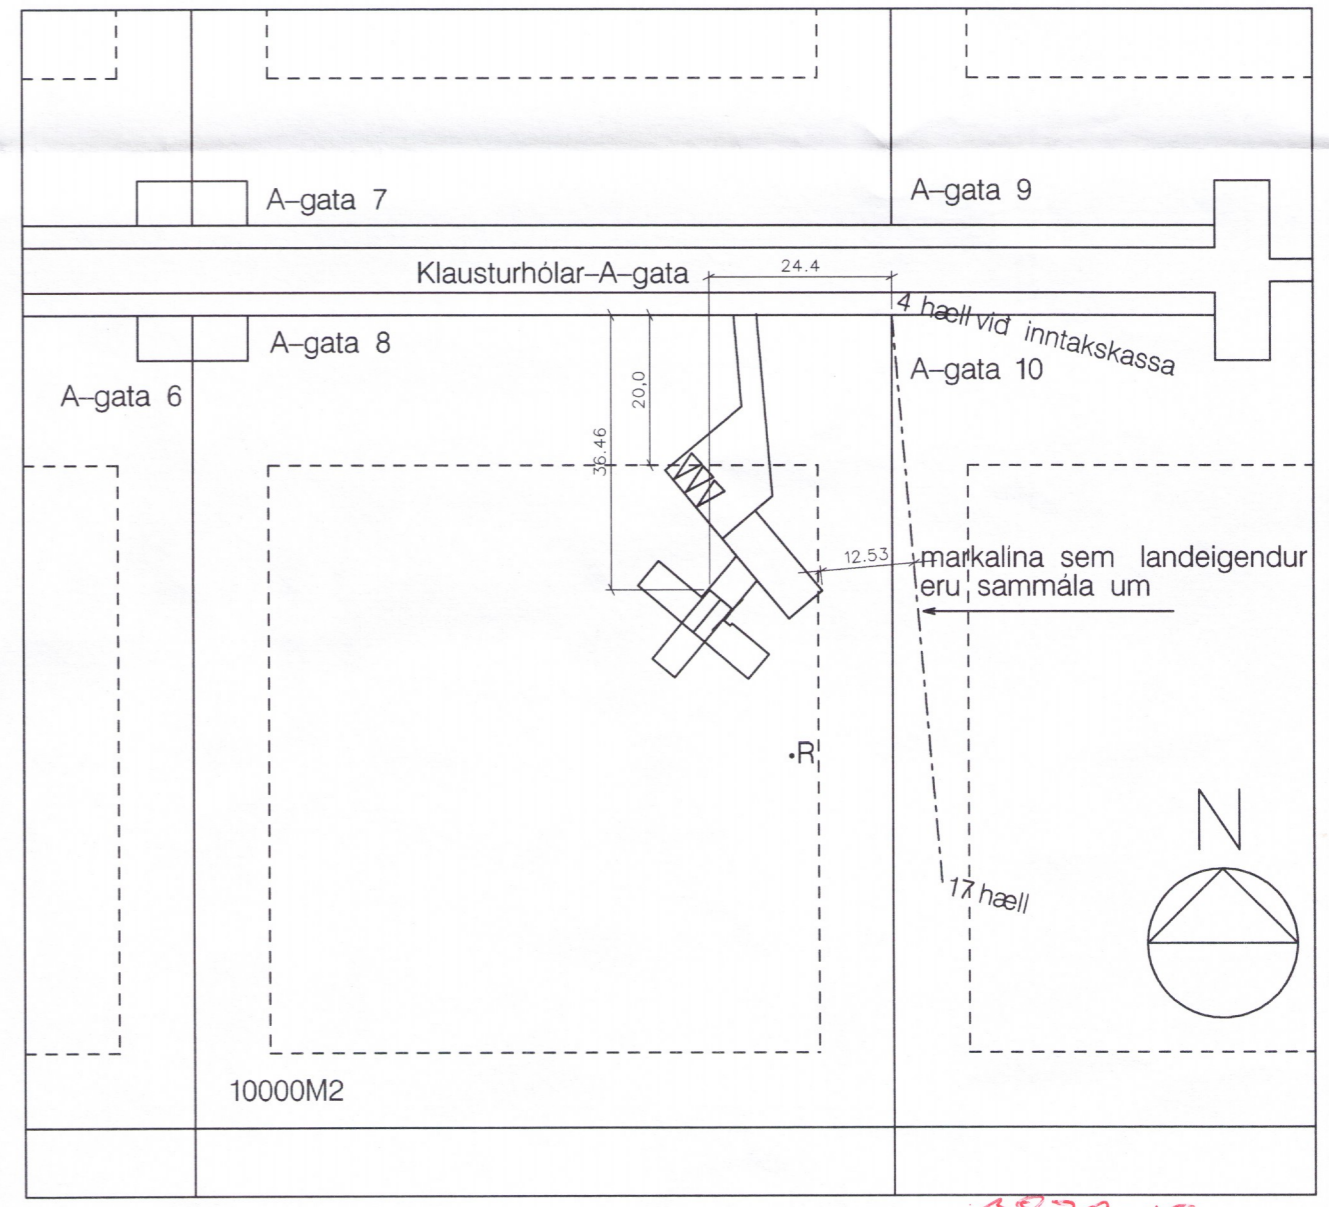 A–gata 7
A–gata 9
Klausturhólar–A–gata
24.4
4 hæll við inntakskassa
A–gata 8
A–gata 10
A–gata 6
20,0
36.46
12.53
markalína sem landeigendur
eru sammála um
R
N
17 hæll
10000M2